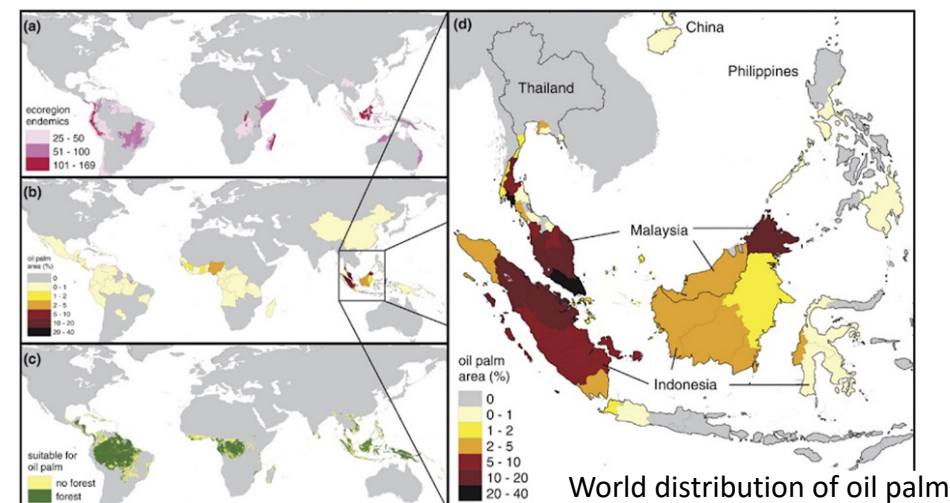 (a)
ecoregion
endemics
25 - 50
51 - 100
101 - 169
(b)
oil palm
area (%)
0
0 - 1
1 - 2
2 - 5
5 - 10
10 - 20
20 - 40
(c)
suitable for
oil palm
no forest
forest
(d)
China
Philippines
Thailand
Malaysia
Indonesia
oil palm
area (%)
0
0 - 1
1 - 2
2 - 5
5 - 10
10 - 20
20 - 40
World distribution of oil palm